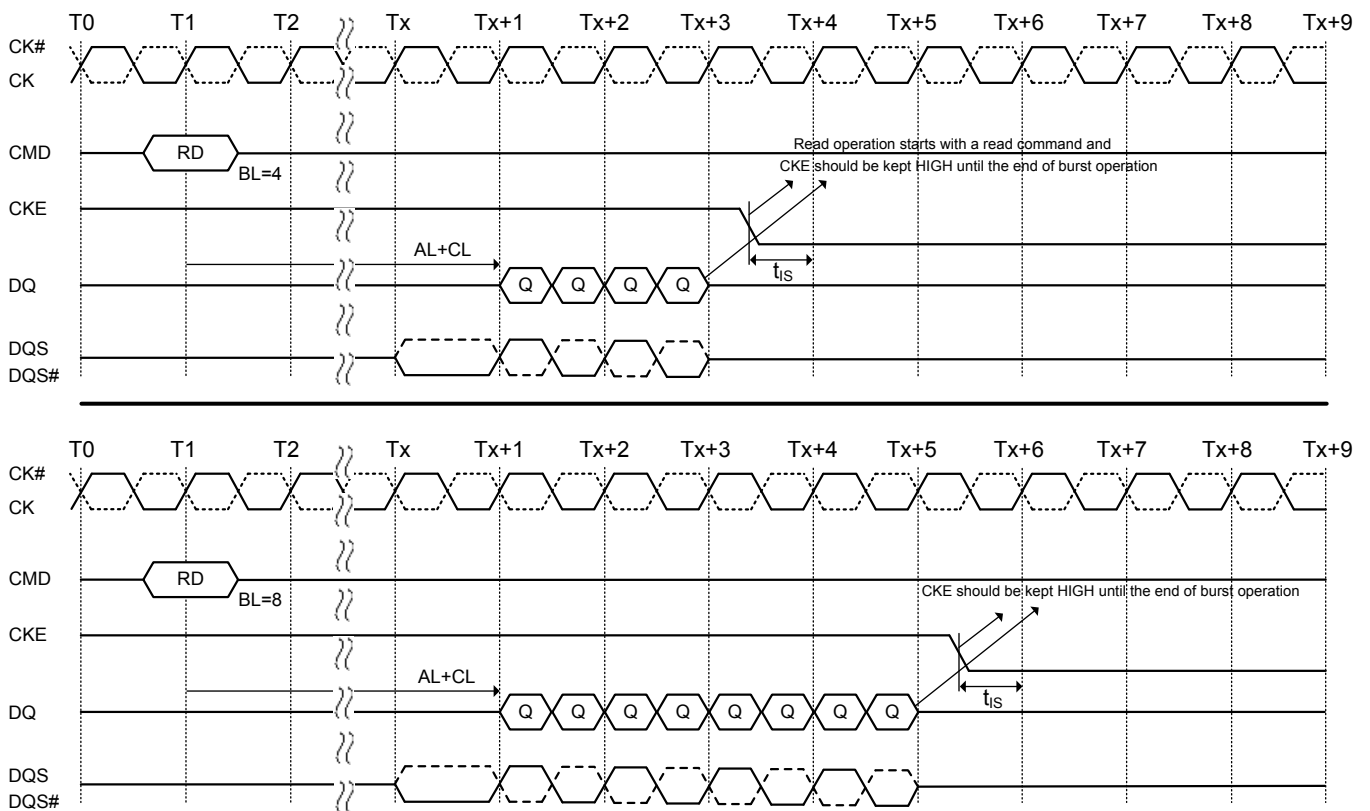 T0 T1 T2 Tx Tx+1 Tx+2 Tx+3 Tx+4 Tx+5 Tx+6 Tx+7 Tx+8 Tx+9
CK#
CK
CMD RD
BL=4
Read operation starts with a read command and
CKE should be kept HIGH until the end of burst operation
CKE
AL+CL
tIS
DQ Q Q Q Q
DQS
DQS#
T0 T1 T2 Tx Tx+1 Tx+2 Tx+3 Tx+4 Tx+5 Tx+6 Tx+7 Tx+8 Tx+9
CK#
CK
CMD RD
BL=8
CKE should be kept HIGH until the end of burst operation
CKE
AL+CL
tIS
DQ Q Q Q Q Q Q Q Q
DQS
DQS#